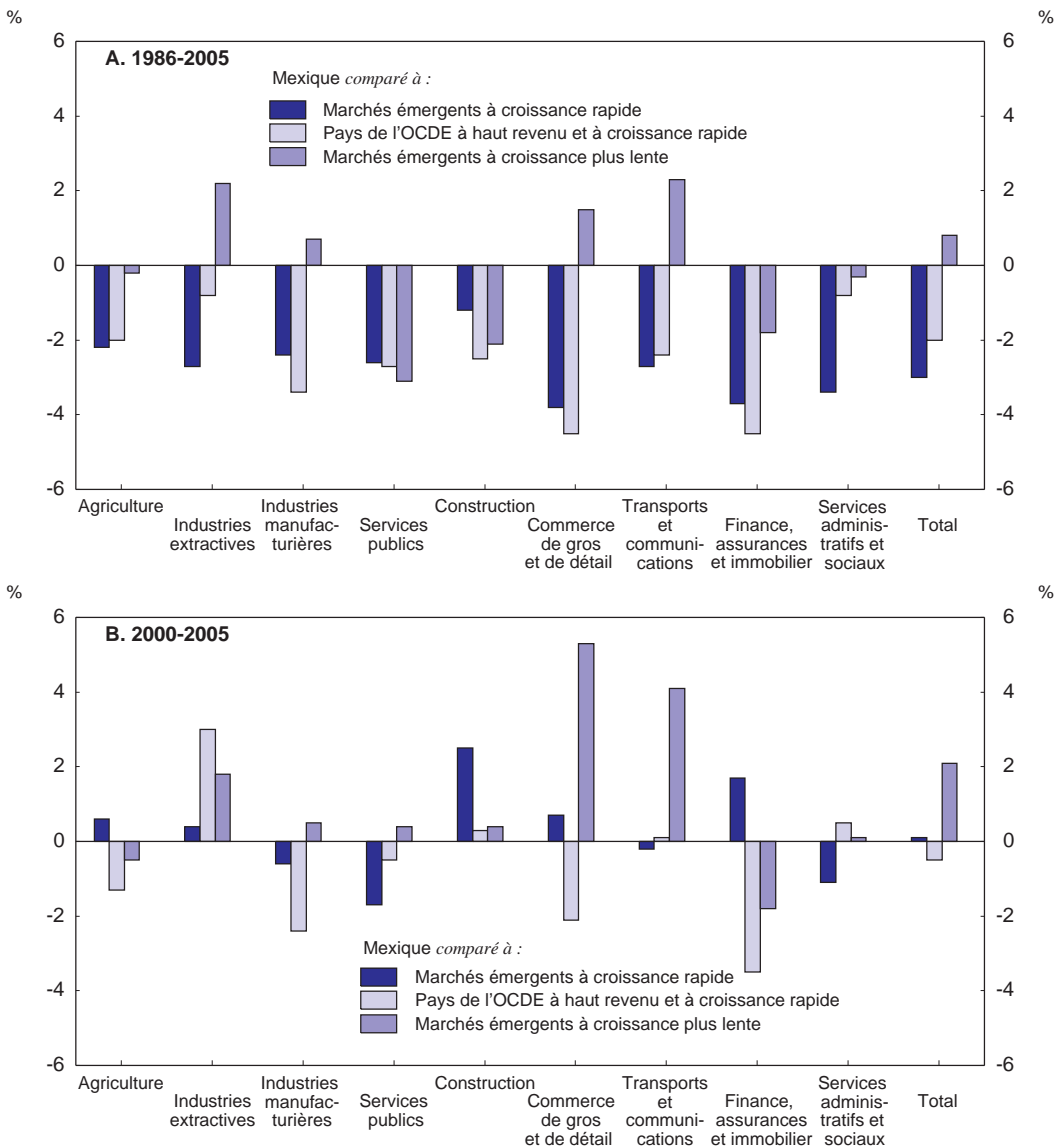 %
%
6
6
A. 1986-2005
Mexique comparé à :
Marchés émergents à croissance rapide
Pays de l'OCDE à haut revenu et à croissance rapide
Marchés émergents à croissance plus lente
4
4
2
2
0
0
-2
-2
-4
-4
-6
-6
Agriculture
Industries
extractives
Industries
manufac-
turières
Services
publics
Construction
Commerce
de gros
et de détail
Transports
et
communi-
cations
Finance,
assurances
et immobilier
Services
adminis-
tratifs et
sociaux
Total
%
%
6
6
B. 2000-2005
4
4
2
2
0
0
-2
-2
Mexique comparé à :
Marchés émergents à croissance rapide
Pays de l'OCDE à haut revenu et à croissance rapide
Marchés émergents à croissance plus lente
-4
-4
-6
-6
Agriculture
Industries
extractives
Industries
manufac-
turières
Services
publics
Construction
Commerce
de gros
et de détail
Transports
et
communi-
cations
Finance,
assurances
et immobilier
Services
adminis-
tratifs et
sociaux
Total